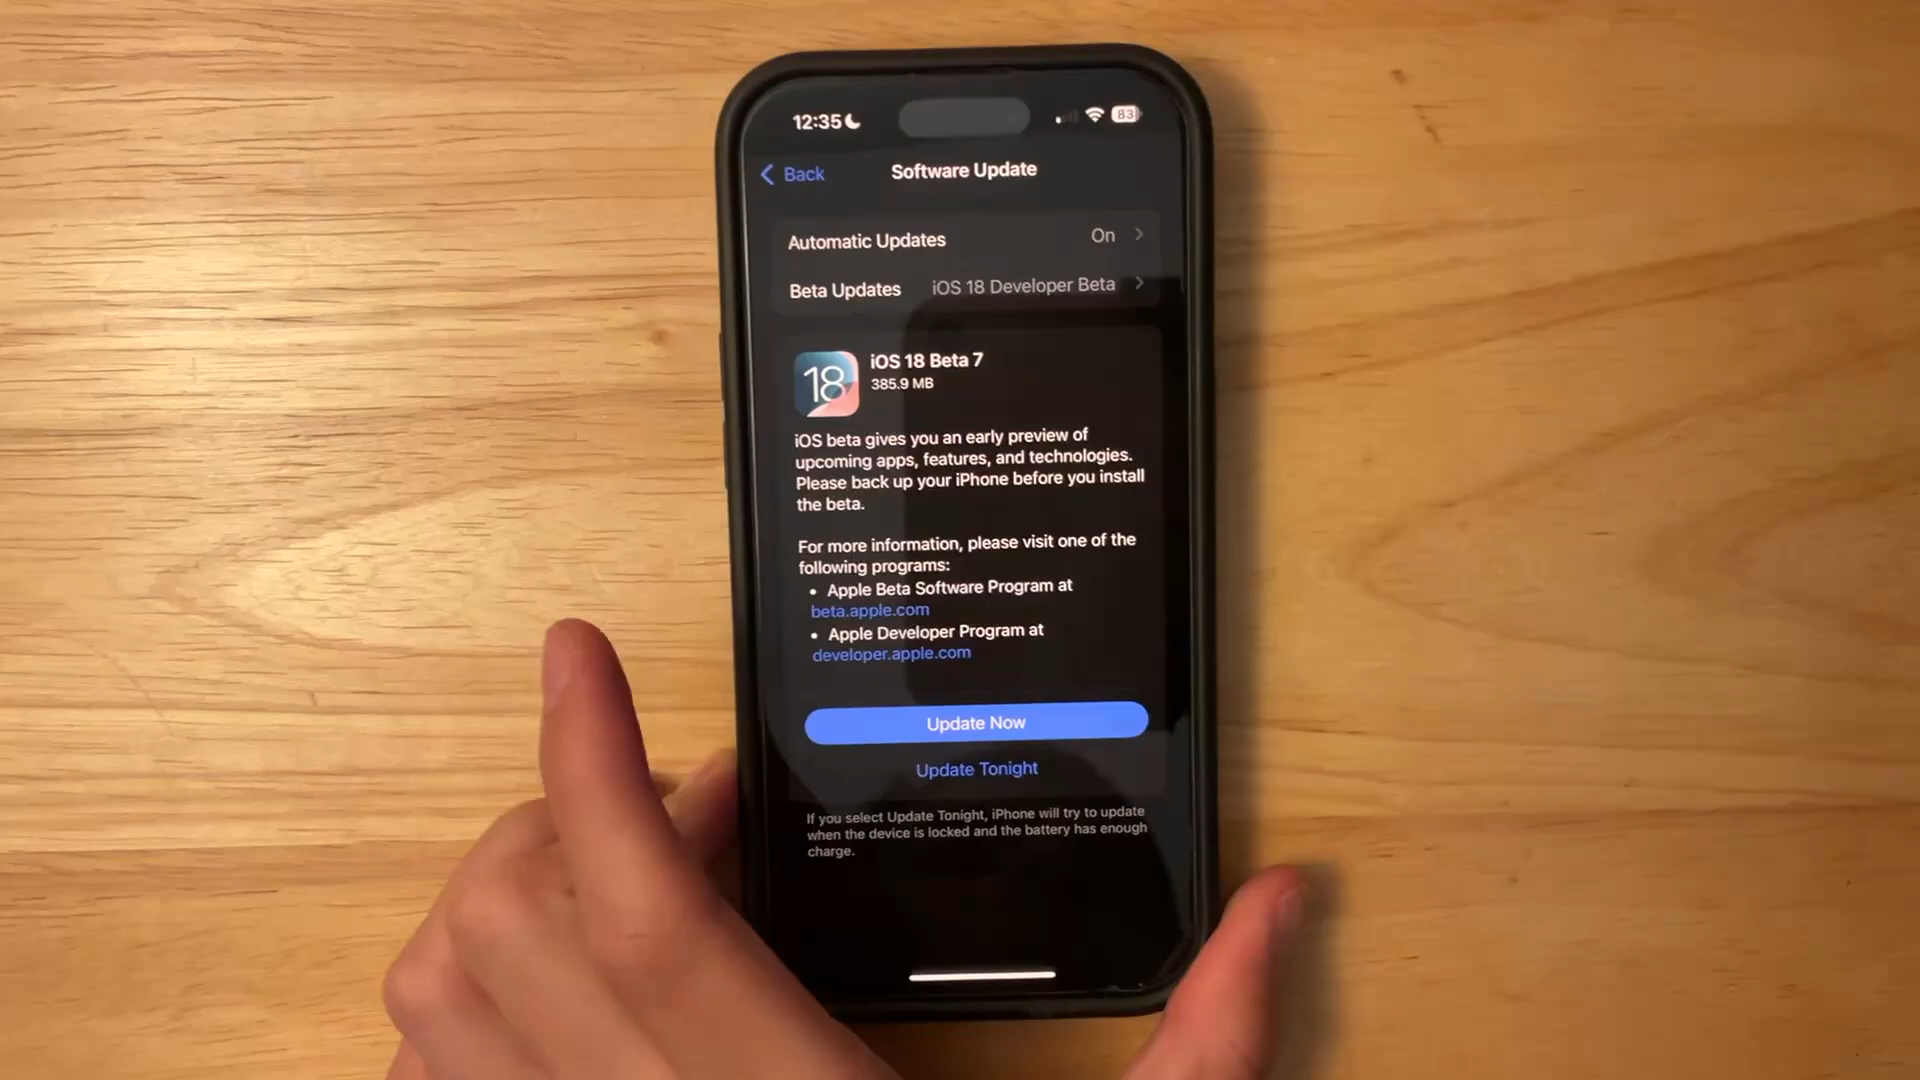 12:35
83
Back
Software Update
Automatic Updates On
Beta Updates iOS 18 Developer Beta
18
iOS 18 Beta 7
385.9 MB
iOS beta gives you an early preview of
upcoming apps, features, and technologies.
Please back up your iPhone before you install
the beta.
For more information, please visit one of the
following programs:
• Apple Beta Software Program at
beta.apple.com
• Apple Developer Program at
developer.apple.com
Update Now
Update Tonight
If you select Update Tonight, iPhone will try to update
when the device is locked and the battery has enough
charge.